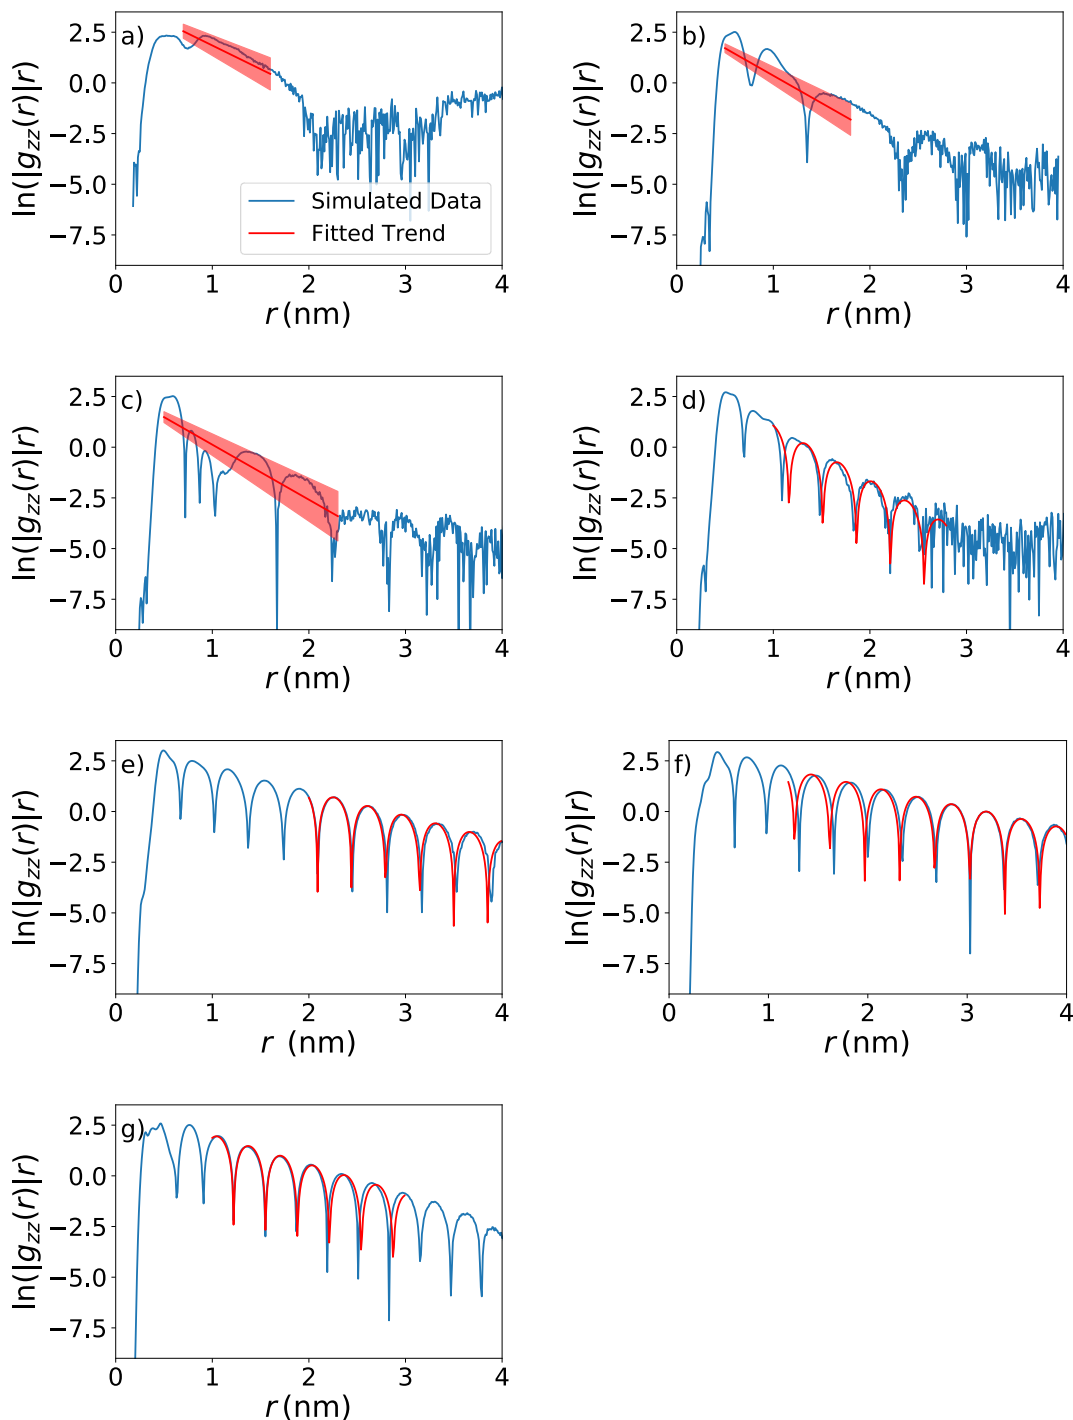 a)
2.5
0.0
−2.5
−5.0
−7.5
ln(|g_zz(r)|r)
Simulated Data
Fitted Trend
0 1 2 3 4
r (nm)
b)
2.5
0.0
−2.5
−5.0
−7.5
ln(|g_zz(r)|r)
0 1 2 3 4
r (nm)
c)
2.5
0.0
−2.5
−5.0
−7.5
ln(|g_zz(r)|r)
0 1 2 3 4
r (nm)
d)
2.5
0.0
−2.5
−5.0
−7.5
ln(|g_zz(r)|r)
0 1 2 3 4
r (nm)
e)
2.5
0.0
−2.5
−5.0
−7.5
ln(|g_zz(r)|r)
0 1 2 3 4
r (nm)
f)
2.5
0.0
−2.5
−5.0
−7.5
ln(|g_zz(r)|r)
0 1 2 3 4
r (nm)
g)
2.5
0.0
−2.5
−5.0
−7.5
ln(|g_zz(r)|r)
0 1 2 3 4
r (nm)